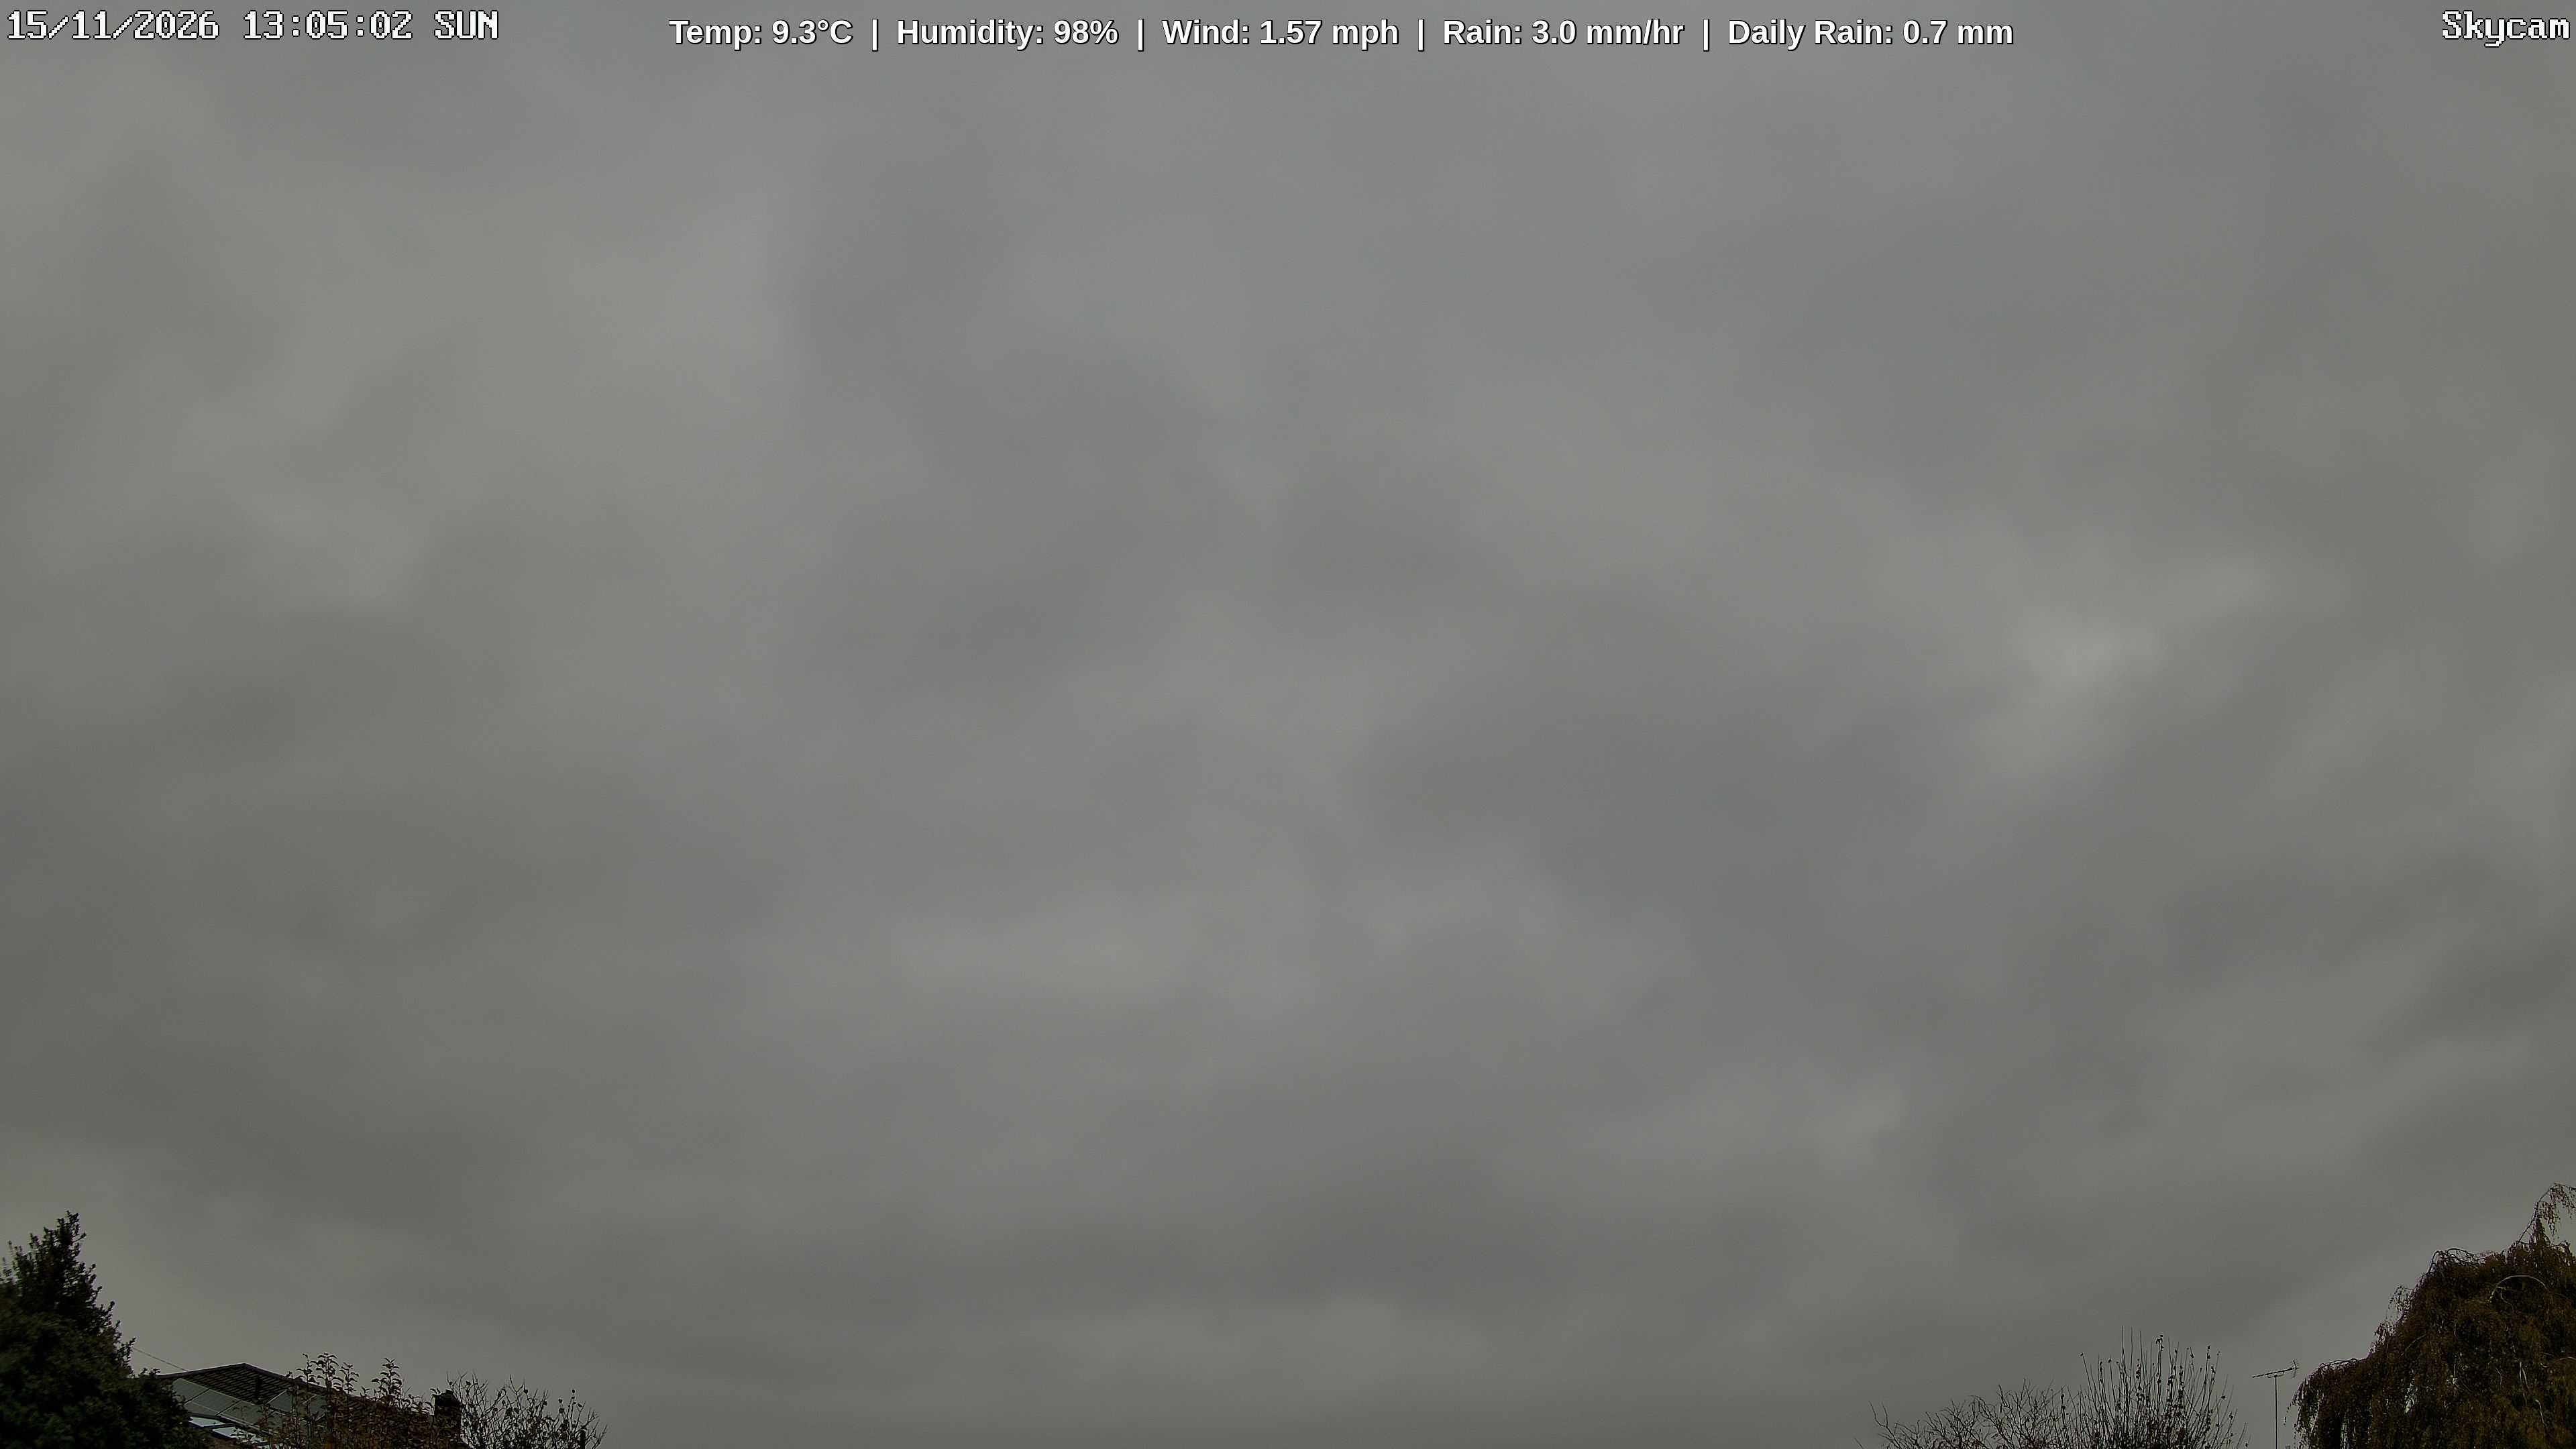 15/11/2026 13:05:02 SUN
Temp: 9.3°C | Humidity: 98% | Wind: 1.57 mph | Rain: 3.0 mm/hr | Daily Rain: 0.7 mm
Skycam